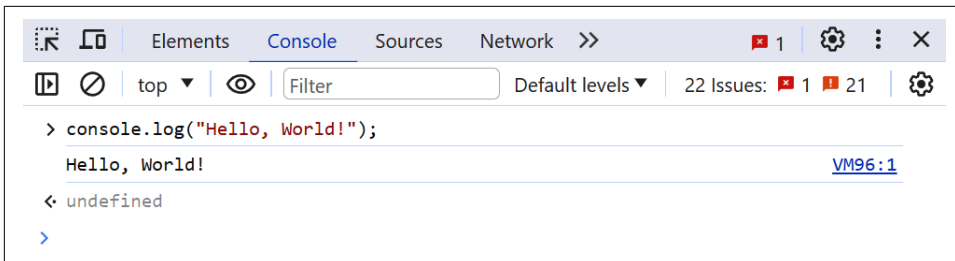 Elements Console Sources Network 1
top Filter Default levels 22 Issues: 1 21
> console.log("Hello, World!");
Hello, World! VM96:1
undefined
>